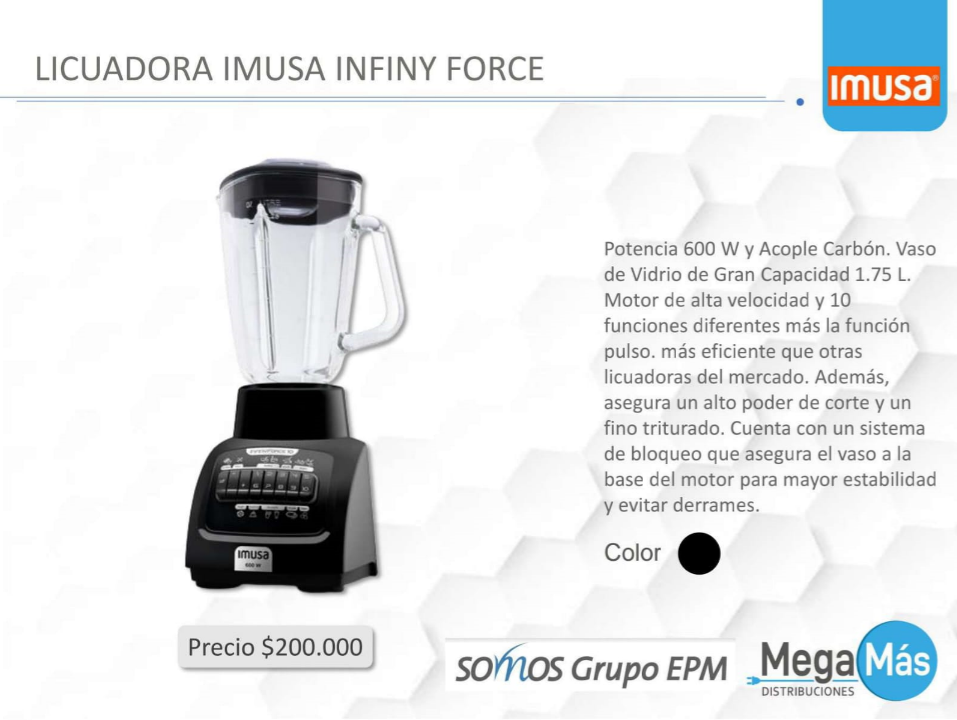 LICUADORA IMUSA INFINY FORCE
IMUSA®
Potencia 600 W y Acople Carbón. Vaso
de Vidrio de Gran Capacidad 1.75 L.
Motor de alta velocidad y 10
funciones diferentes más la función
pulso. más eficiente que otras
licuadoras del mercado. Además,
asegura un alto poder de corte y un
fino triturado. Cuenta con un sistema
de bloqueo que asegura el vaso a la
base del motor para mayor estabilidad
y evitar derrames.
Color
imusa
600 W
Precio $200.000
somos Grupo EPM
Mega Más
DISTRIBUCIONES